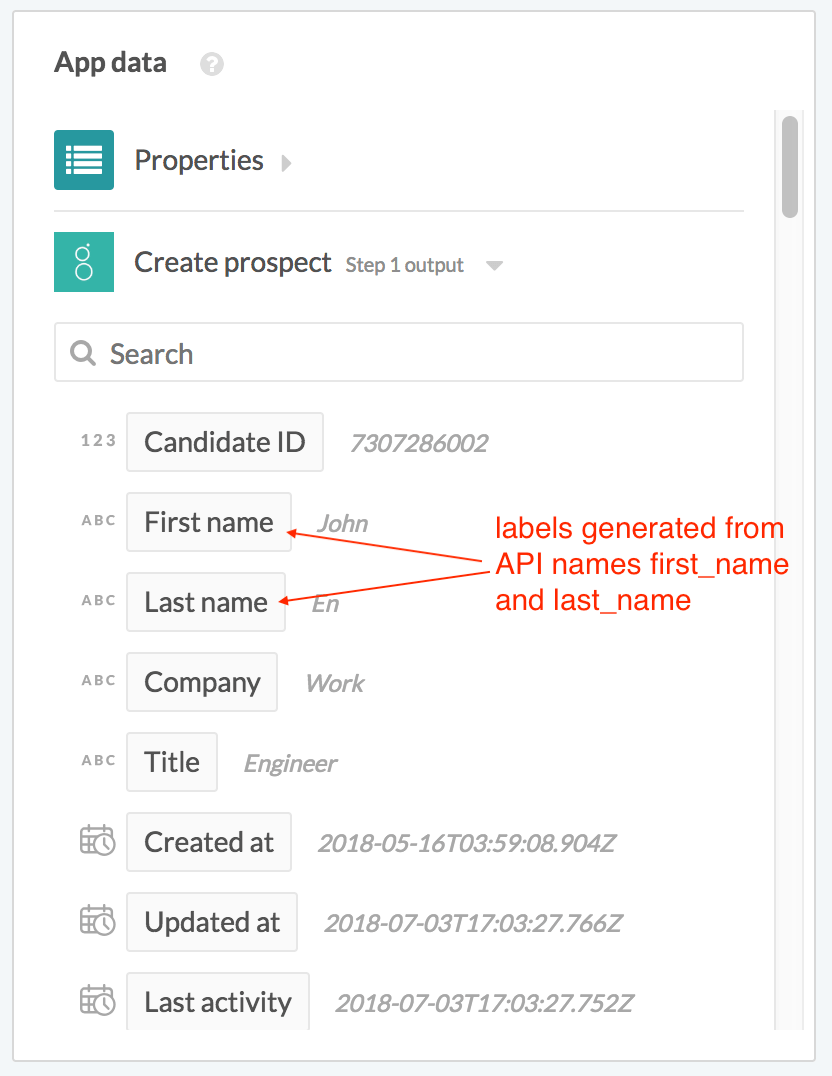 App data ?
Properties
Create prospect Step 1 output
Search
123 Candidate ID 7307286002
ABC First name John
labels generated from
API names first_name
and last_name
ABC Last name En
ABC Company Work
ABC Title Engineer
Created at 2018-05-16T03:59:08.904Z
Updated at 2018-07-03T17:03:27.766Z
Last activity 2018-07-03T17:03:27.752Z